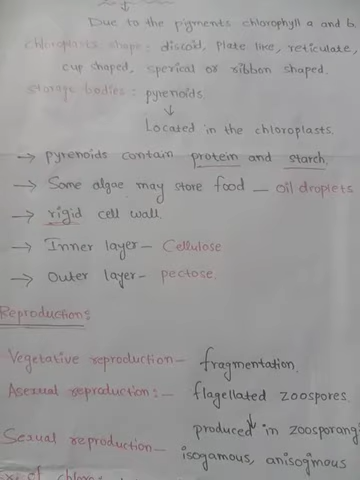 Due to the pigments chlorophyll a and b.
Chloroplasts shape: discoid, plate like, reticulate,
cup shaped, sperical or ribbon shaped.
Storage bodies: pyrenoids.
↓
Located in the chloroplasts.
→ pyrenoids contain protein and starch.
→ Some algae may store food – oil droplets
→ rigid cell wall.
→ Inner layer – Cellulose
→ Outer layer – pectose.
Reproduction:
Vegetative reproduction – fragmentation.
Asexual reproduction:- flagellated zoospores
↓
produced in zoosporangi
Sexual reproduction – isogamous, anisogmous
of chloro